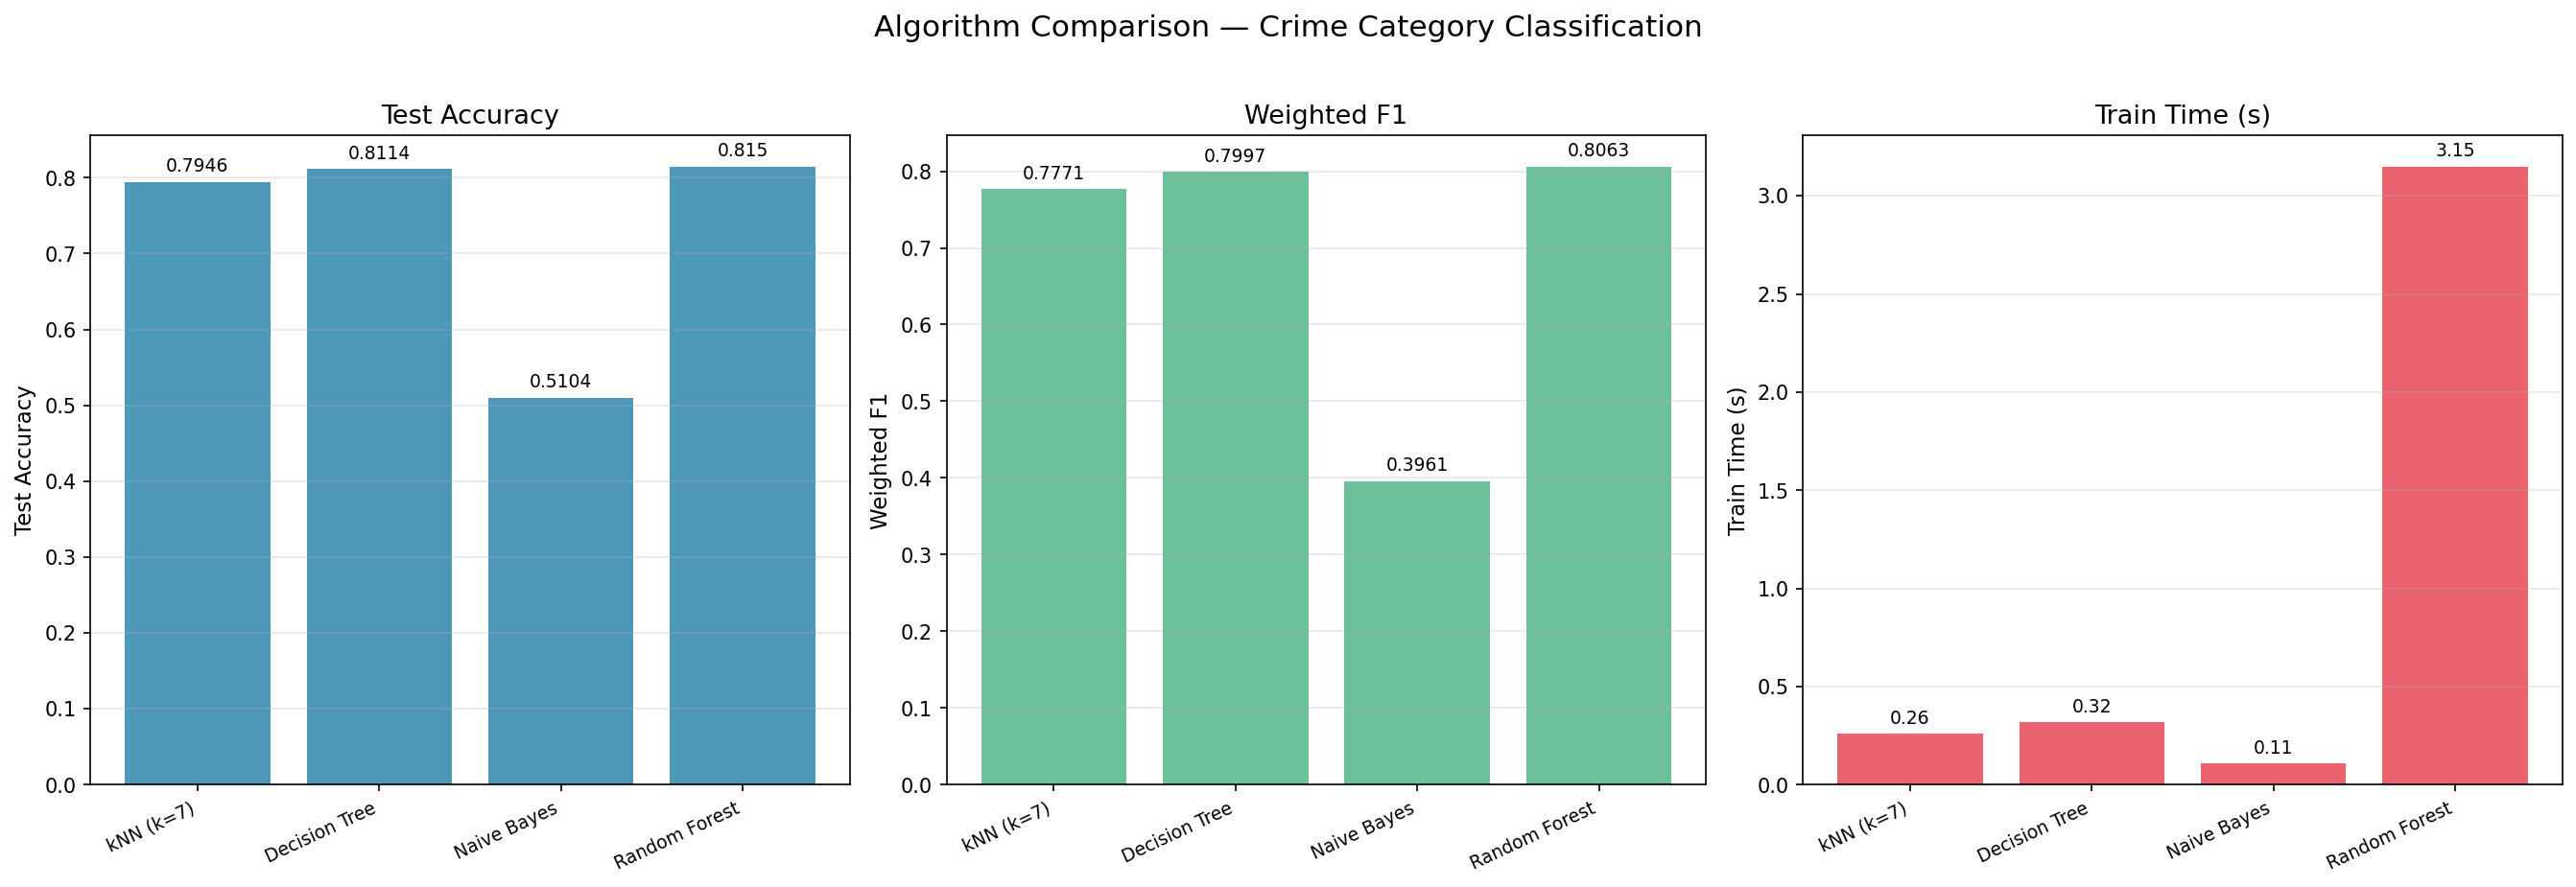 Algorithm Comparison — Crime Category Classification
Test Accuracy
Test Accuracy
0.8
0.7
0.6
0.5
0.4
0.3
0.2
0.1
0.0
0.7946
0.8114
0.5104
0.815
kNN (k=7)
Decision Tree
Naive Bayes
Random Forest
Weighted F1
Weighted F1
0.8
0.7
0.6
0.5
0.4
0.3
0.2
0.1
0.0
0.7771
0.7997
0.3961
0.8063
kNN (k=7)
Decision Tree
Naive Bayes
Random Forest
Train Time (s)
Train Time (s)
3.0
2.5
2.0
1.5
1.0
0.5
0.0
0.26
0.32
0.11
3.15
kNN (k=7)
Decision Tree
Naive Bayes
Random Forest